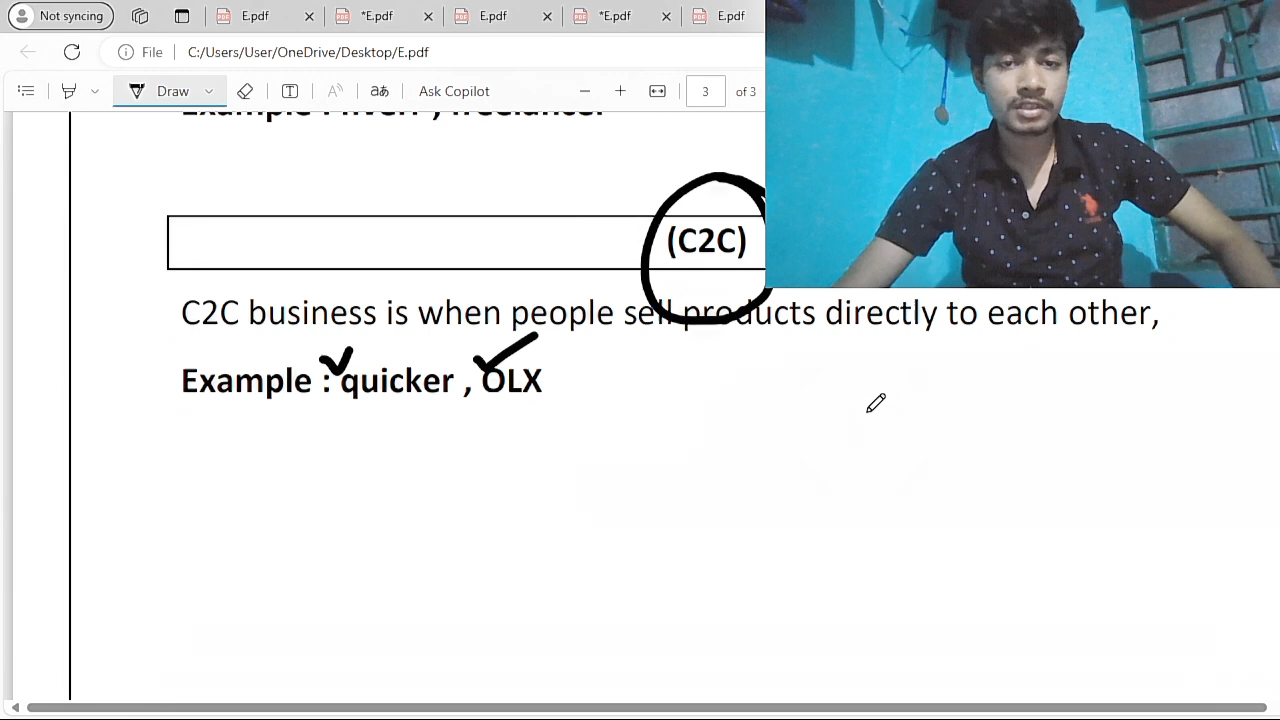 Not syncing
E.pdf
*E.pdf
E.pdf
*E.pdf
E.pdf
File
C:/Users/User/OneDrive/Desktop/E.pdf
Draw
Ask Copilot
3
of 3
(C2C)
C2C business is when people sell products directly to each other,
Example : quicker , OLX